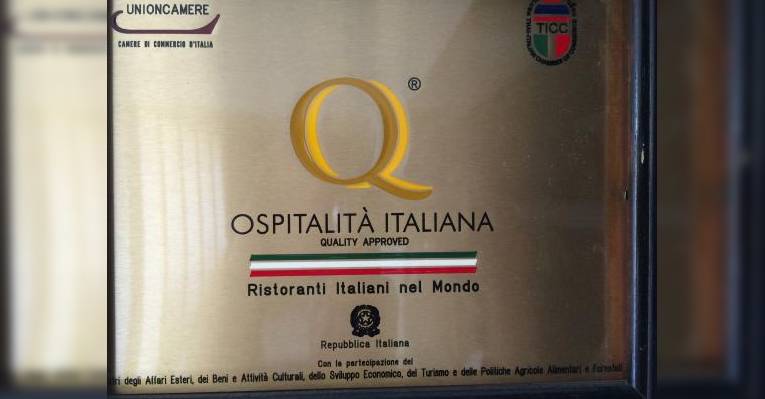 UNIONCAMERE
CAMERE DI COMMERCIO D'ITALIA
TICC
Q®
OSPITALITÀ ITALIANA
QUALITY APPROVED
Ristoranti Italiani nel Mondo
Repubblica Italiana
Con la partecipazione dei
degli Affari Esteri, dei Beni e Attività Culturali, dello Sviluppo Economico, del Turismo e delle Politiche Agricole Alimentari e Forestali